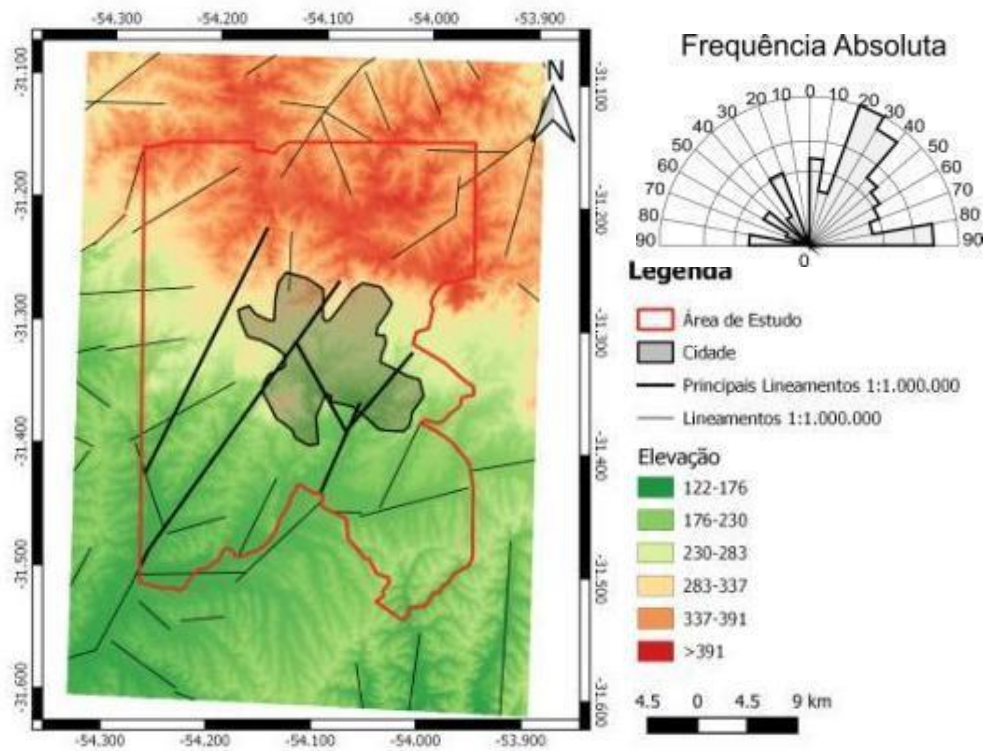 -54.300 -54.200 -54.100 -54.000 -53.900
-31.100
-31.200
-31.300
-31.400
-31.500
-31.600
N
-31.100
-31.200
-31.300
-31.400
-31.500
-31.600
-54.300 -54.200 -54.100 -54.000 -53.900
Frequência Absoluta
90 80 70 60 50 40 30 20 10 0 10 20 30 40 50 60 70 80 90
0
Legenda
Área de Estudo
Cidade
Principais Lineamentos 1:1.000.000
Lineamentos 1:1.000.000
Elevação
122-176
176-230
230-283
283-337
337-391
>391
4.5 0 4.5 9 km